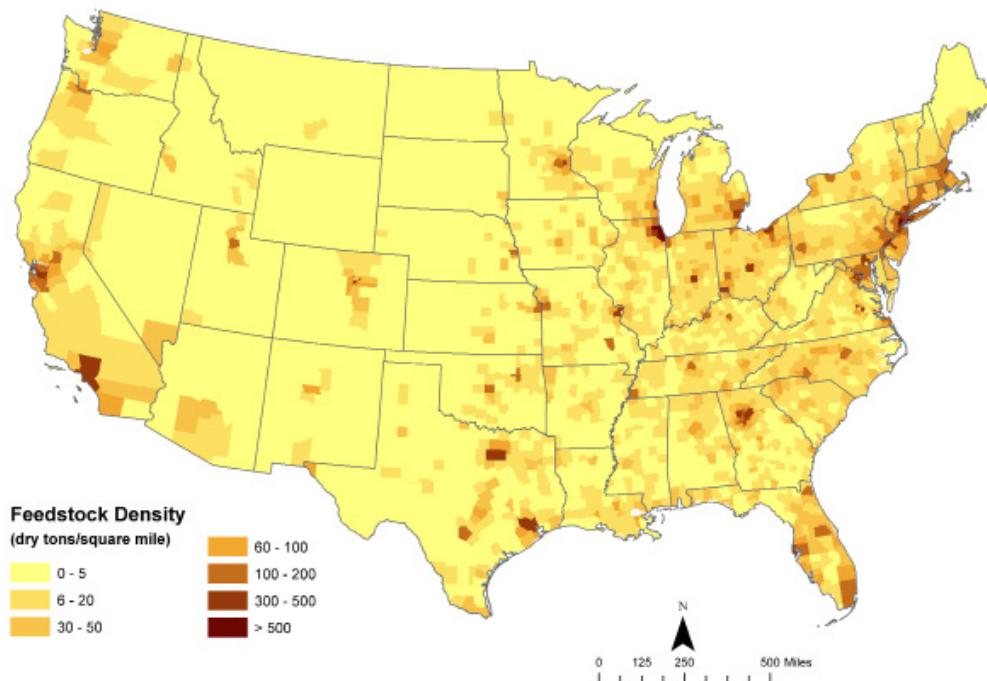 Feedstock Density
(dry tons/square mile)
0 - 5
6 - 20
30 - 50
60 - 100
100 - 200
300 - 500
> 500
N
0 125 250 500 Miles